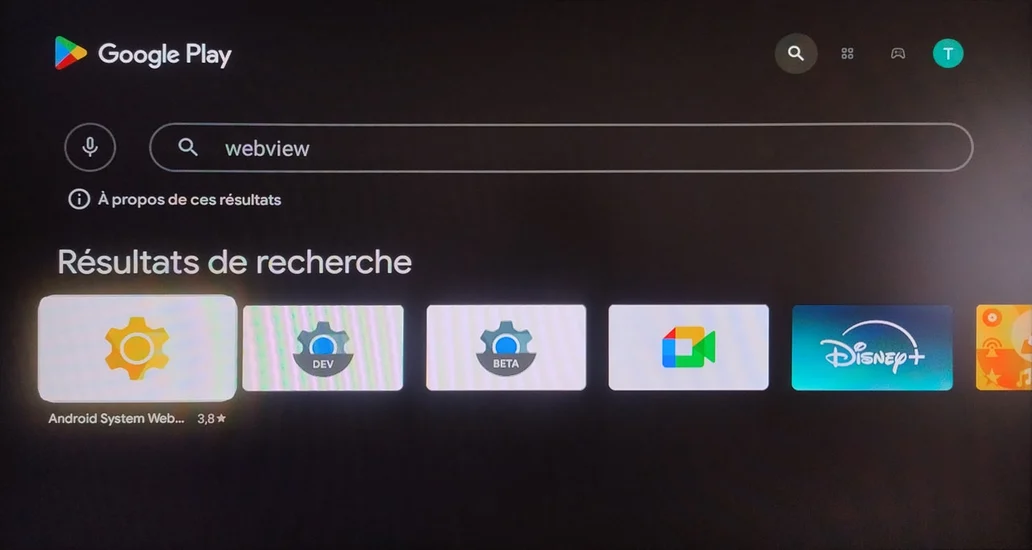 Google Play
T
webview
À propos de ces résultats
Résultats de recherche
DEV
BETA
Disney+
Android System Web... 3,8★